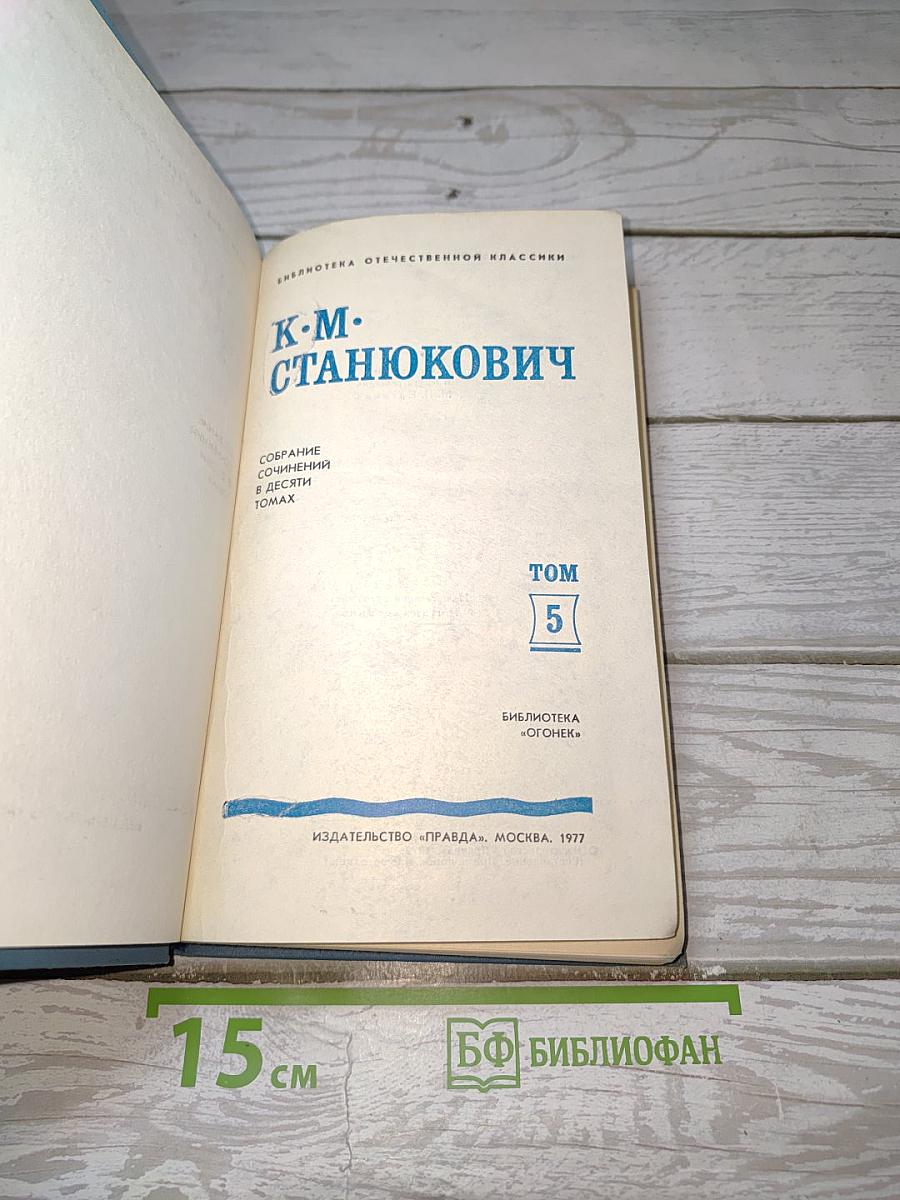 БИБЛИОТЕКА ОТЕЧЕСТВЕННОЙ КЛАССИКИ
К·М·
СТАНЮКОВИЧ
СОБРАНИЕ
СОЧИНЕНИЙ
В ДЕСЯТИ
ТОМАХ
ТОМ
5
БИБЛИОТЕКА
«ОГОНЕК»
ИЗДАТЕЛЬСТВО «ПРАВДА». МОСКВА. 1977
15 см
БФ БИБЛИОФАН